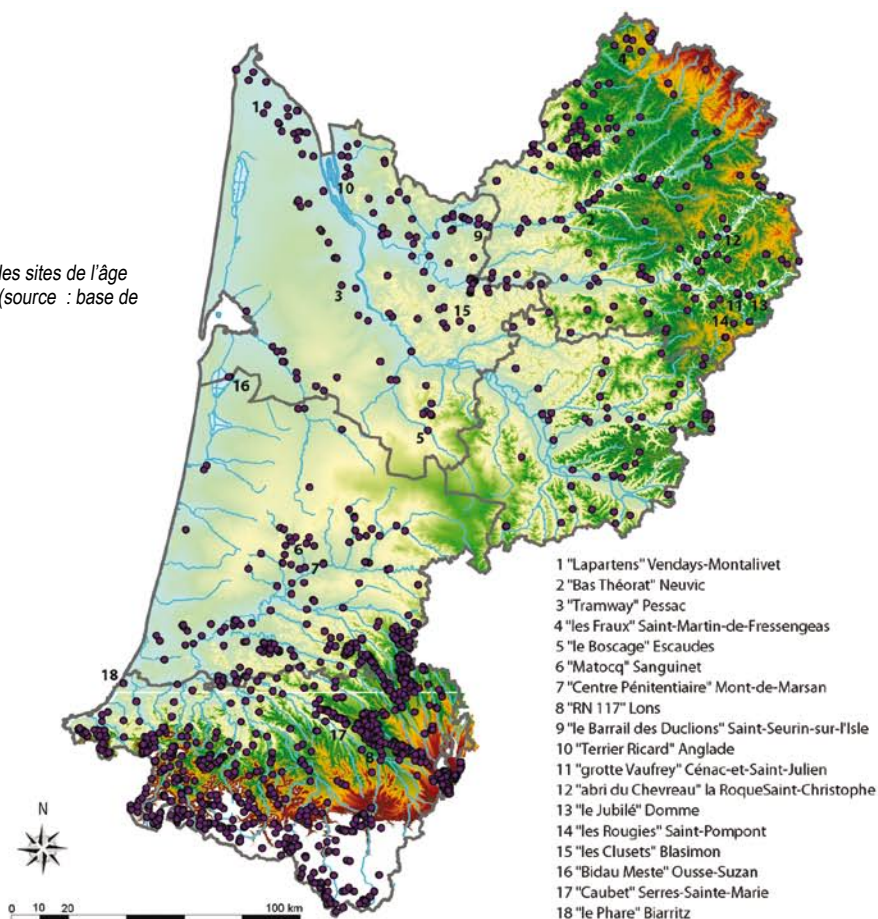 des sites de l'âge
(source : base de
4
1
10
2
9
12
3
15
11
13
14
16
5
6
7
18
17
8
1 "Lapartens" Vendays-Montalivet
2 "Bas Théorat" Neuvic
3 "Tramway" Pessac
4 "les Fraux" Saint-Martin-de-Fressengeas
5 "le Boscage" Escaudes
6 "Matocq" Sanguinet
7 "Centre Pénitentiaire" Mont-de-Marsan
8 "RN 117" Lons
9 "le Barrail des Duclions" Saint-Seurin-sur-l'Isle
10 "Terrier Ricard" Anglade
11 "grotte Vaufrey" Cénac-et-Saint-Julien
12 "abri du Chevreau" la RoqueSaint-Christophe
13 "le Jubilé" Domme
14 "les Rougies" Saint-Pompont
15 "les Clusets" Blasimon
16 "Bidau Meste" Ousse-Suzan
17 "Caubet" Serres-Sainte-Marie
18 "le Phare" Biarritz
N
0 10 20 100 km